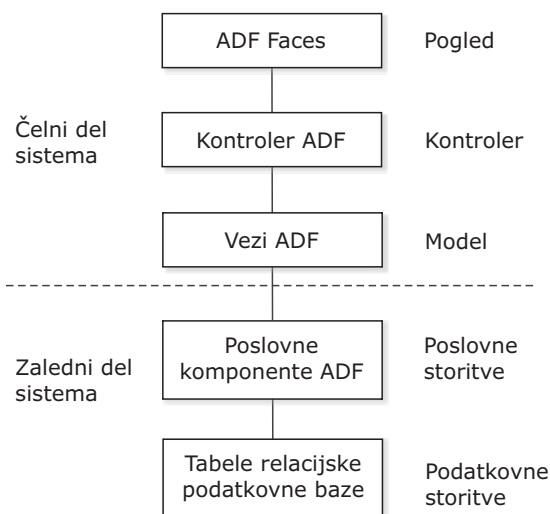 ADF Faces
Pogled
Čelni del
sistema
Kontroler ADF
Kontroler
Vezi ADF
Model
Zaledni del
sistema
Poslovne
komponente ADF
Poslovne
storitve
Tabele relacijske
podatkovne baze
Podatkovne
storitve